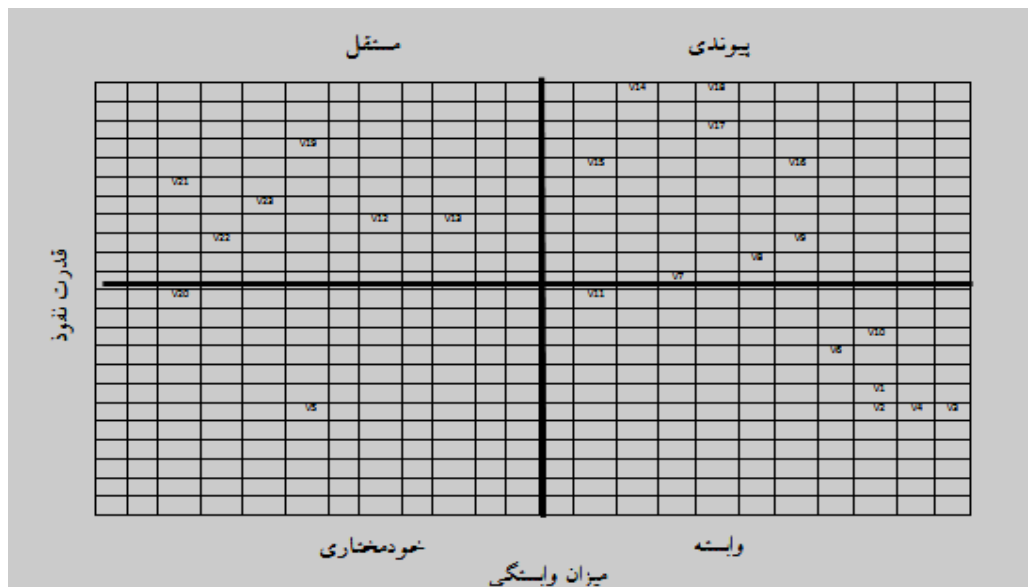 پیوندی مستقل
V14 V18
V17
V19
V15 V16
V21
V23
V12 V13
V22 V9
V8
V7
V20 V11
V10
V6
V1
V5 V2 V4 V3
قدرت نفوذ
وابسته خودمختاری
میزان وابستگی